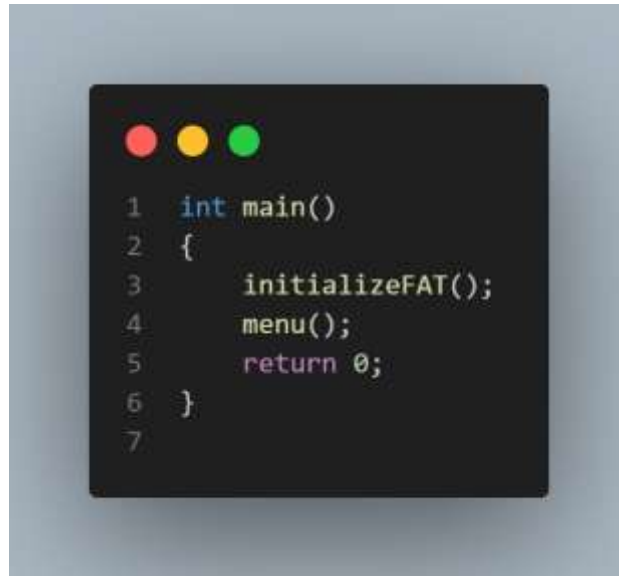 1 int main()
2 {
3     initializeFAT();
4     menu();
5     return 0;
6 }
7